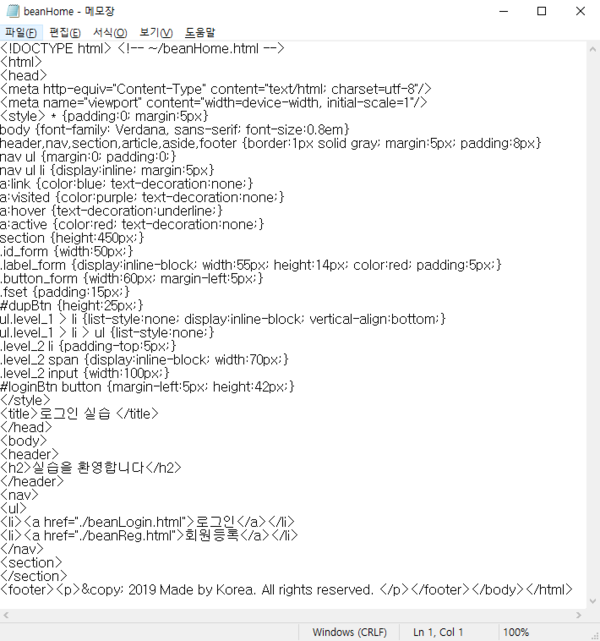 beanHome - 메모장
파일(F) 편집(E) 서식(O) 보기(V) 도움말
<!DOCTYPE html> <!-- ~/beanHome.html -->
<html>
<head>
<meta http-equiv="Content-Type" content="text/html; charset=utf-8"/>
<meta name="viewport" content="width=device-width, initial-scale=1"/>
<style> * {padding:0; margin:5px}
body {font-family: Verdana, sans-serif; font-size:0.8em}
header,nav,section,article,aside,footer {border:1px solid gray; margin:5px; padding:8px}
nav ul {margin:0; padding:0;}
nav ul li {display:inline; margin:5px}
a:link {color:blue; text-decoration:none;}
a:visited {color:purple; text-decoration:none;}
a:hover {text-decoration:underline;}
a:active {color:red; text-decoration:none;}
section {height:450px;}
.id_form {width:50px;}
.label_form {display:inline-block; width:55px; height:14px; color:red; padding:5px;}
.button_form {width:60px; margin-left:5px;}
.fset {padding:15px;}
#dupBtn {height:25px;}
ul.level_1 > li {list-style:none; display:inline-block; vertical-align:bottom;}
ul.level_1 > li > ul {list-style:none;}
.level_2 li {padding-top:5px;}
.level_2 span {display:inline-block; width:70px;}
.level_2 input {width:100px;}
#loginBtn button {margin-left:5px; height:42px;}
</style>
<title>로그인 실습 </title>
</head>
<body>
<header>
<h2>실습을 환영합니다</h2>
</header>
<nav>
<ul>
<li><a href="./beanLogin.html">로그인</a></li>
<li><a href="./beanReg.html">회원등록</a></li>
</nav>
<section>
</section>
<footer><p>&copy; 2019 Made by Korea. All rights reserved. </p></footer></body></html>
Windows (CRLF) Ln 1, Col 1 100%